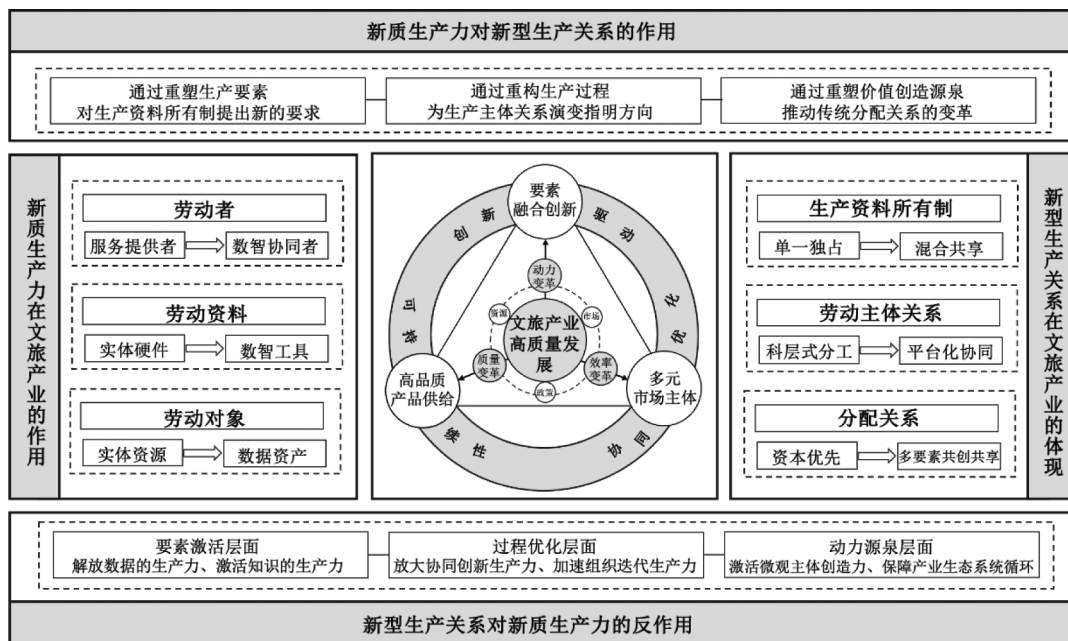 新质生产力对新型生产关系的作用
通过重塑生产要素
对生产资料所有制提出新的要求
通过重构生产过程
为生产主体关系演变指明方向
通过重塑价值创造源泉
推动传统分配关系的变革
新质生产力在文旅产业的作用
劳动者
服务提供者
数智协同者
劳动资料
实体硬件
数智工具
劳动对象
实体资源
数据资产
要素
融合创新
创新
驱动
可持
续性
协同
优化
动力
变革
资源
市场
文旅产业
高质量发
展
质量
变革
效率
变革
政策
高品质
产品供给
多元
市场主体
生产资料所有制
单一独占
混合共享
劳动主体关系
科层式分工
平台化协同
分配关系
资本优先
多要素共创共享
新型生产关系在文旅产业的体现
要素激活层面
解放数据的生产力、激活知识的生产力
过程优化层面
放大协同创新生产力、加速组织迭代生产力
动力源泉层面
激活微观主体创造力、保障产业生态系统循环
新型生产关系对新质生产力的反作用